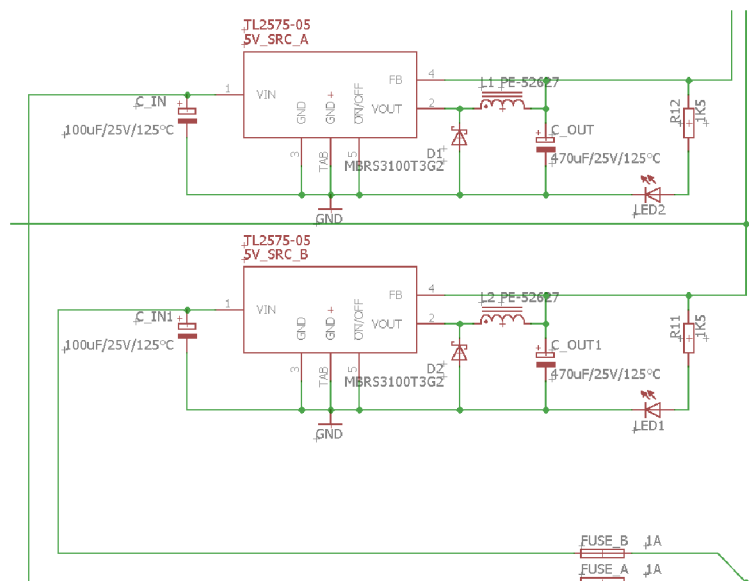 TL2575-05
5V_SRC_A
1
VIN
FB
4
VOUT
2
GND
GND
ON/OFF
3
TAB
5
C_IN
100uF/25V/125°C
L1 PE-52627
D1
MBRS3100T3G2
C_OUT
470uF/25V/125°C
R12
1K5
LED2
GND
TL2575-05
5V_SRC_B
1
VIN
FB
4
VOUT
2
GND
GND
ON/OFF
3
TAB
5
C_IN1
100uF/25V/125°C
L2 PE-52627
D2
MBRS3100T3G2
C_OUT1
470uF/25V/125°C
R11
1K5
LED1
GND
FUSE_B 1A
FUSE_A 1A